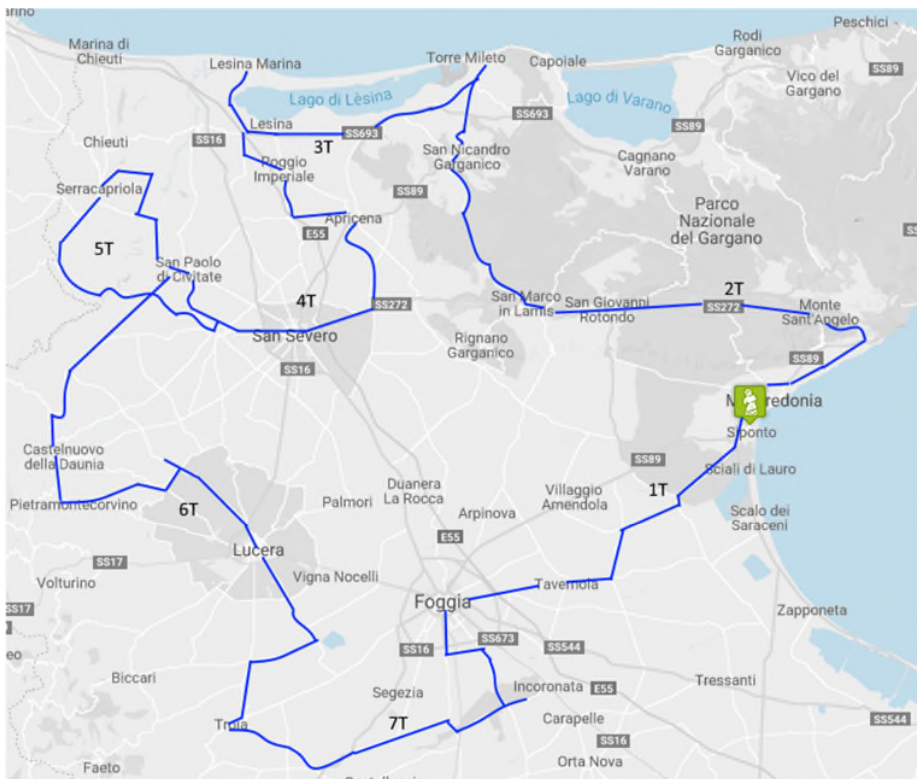 Marina di
Chieuti
Lesina Marina
Torre Mileto
Capoiale
Rodi
Garganico
Peschici
SS89
Vico del
Gargano
Lago di Lèsina
Lago di Varano
Lesina
SS16
SS693
SS693
SS89
Chieuti
3T
Poggio
Imperiale
San Nicandro
Garganico
Cagnano
Varano
Serracapriola
SS89
Parco
Nazionale
del Gargano
Apricena
E55
5T
San Paolo
di Civitate
4T
SS272
San Marco
in Lamis
San Giovanni
Rotondo
2T
SS272
Monte
Sant'Angelo
San Severo
Rignano
Garganico
SS89
SS16
Siponto
Castelnuovo
della Daunia
SS89
Sciali di Lauro
Pietramontecorvino
6T
Palmori
Duanera
La Rocca
Arpinova
Villaggio
Amendola
1T
Scalo dei
Saraceni
E55
Lucera
SS17
Volturino
Vigna Nocelli
Tavernola
Foggia
SS17
Zapponeta
SS16
SS673
SS544
Biccari
Segezia
Incoronata
E55
Tressanti
Troia
7T
Carapelle
SS16
SS544
Faeto
Orta Nova